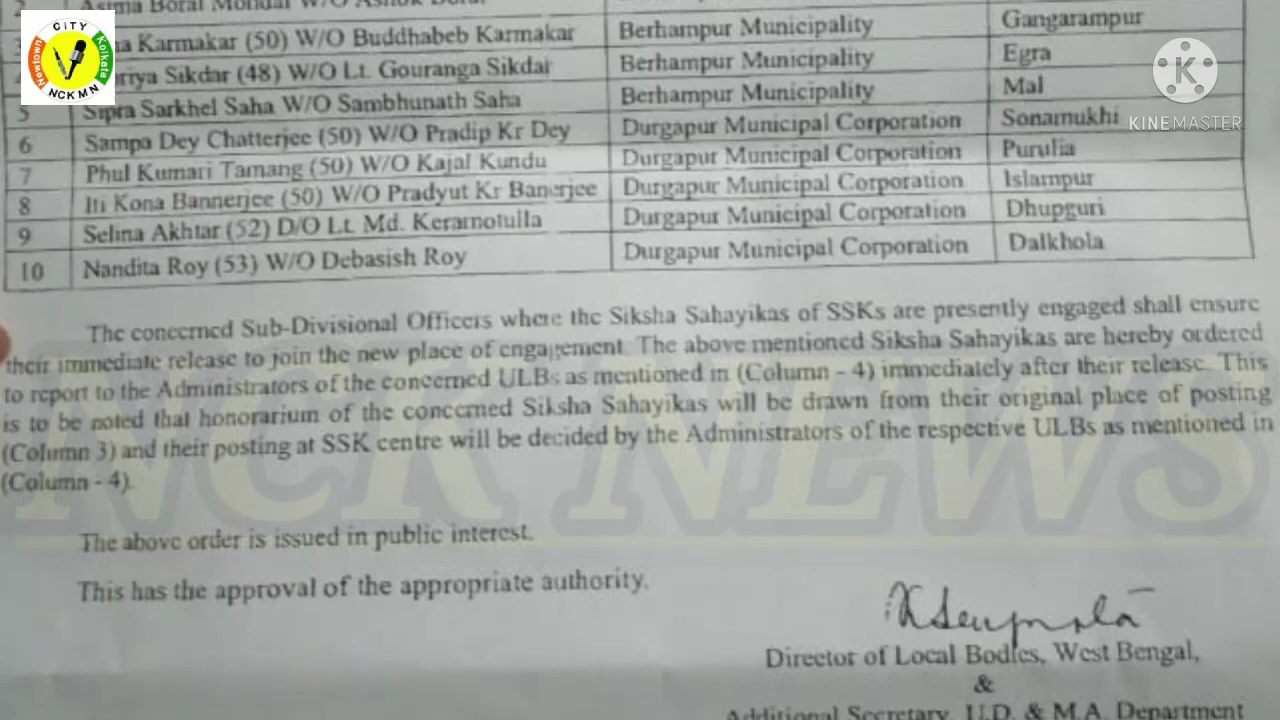 CITY
Newtown
Kolkata
NCKMN
K
KINEMASTER
2 Asima Boral Mondal W/O Ashok
Karmakar (50) W/O Buddhabeb Karmakar Berhampur Municipality Gangarampur
Sikdar (48) W/O Lt. Gouranga Sikdar Berhampur Municipality Egra
5 Sipra Sarkhel Saha W/O Sambhunath Saha Berhampur Municipality Mal
6 Sampa Dey Chatterjee (50) W/O Pradip Kr Dey Durgapur Municipal Corporation Sonamukhi
7 Phul Kumari Tamang (50) W/O Kajal Kundu Durgapur Municipal Corporation Purulia
8 Iti Kona Bannerjee (50) W/O Pradyut Kr Banerjee Durgapur Municipal Corporation Islampur
9 Selina Akhtar (52) D/O Lt. Md. Keramotulla Durgapur Municipal Corporation Dhupguri
10 Nandita Roy (53) W/O Debasish Roy Durgapur Municipal Corporation Dalkhola
The concerned Sub-Divisional Officers where the Siksha Sahayikas of SSKs are presently engaged shall ensure
their immediate release to join the new place of engagement. The above mentioned Siksha Sahayikas are hereby ordered
to report to the Administrators of the concerned ULBs as mentioned in (Column - 4) immediately after their release. This
is to be noted that honorarium of the concerned Siksha Sahayikas will be drawn from their original place of posting
(Column 3) and their posting at SSK centre will be decided by the Administrators of the respective ULBs as mentioned in
(Column - 4).
NCK NEWS
The above order is issued in public interest.
This has the approval of the appropriate authority.
Director of Local Bodies, West Bengal,
&
Additional Secretary, U.D. & M.A. Department